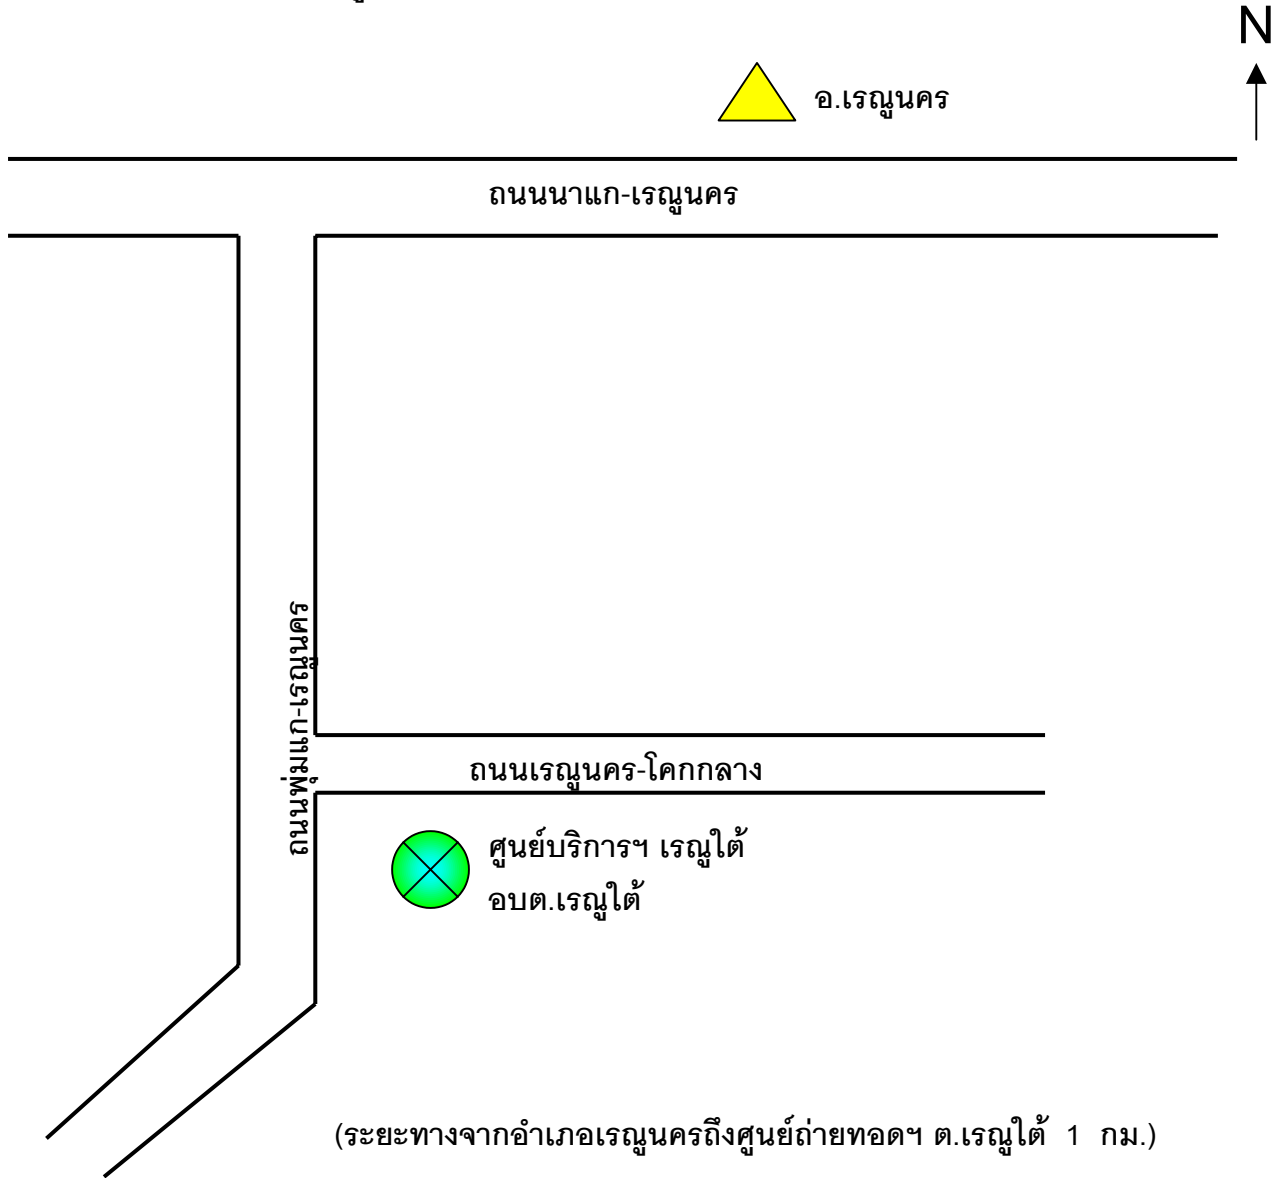 N
อ.เรณูนคร
ถนนนาแก-เรณูนคร
ถนนพุ่มแก-เรณูนคร
ถนนเรณูนคร-โคกกลาง
ศูนย์บริการฯ เรณูใต้
อบต.เรณูใต้
(ระยะทางจากอำเภอเรณูนครถึงศูนย์ถ่ายทอดฯ ต.เรณูใต้ 1 กม.)